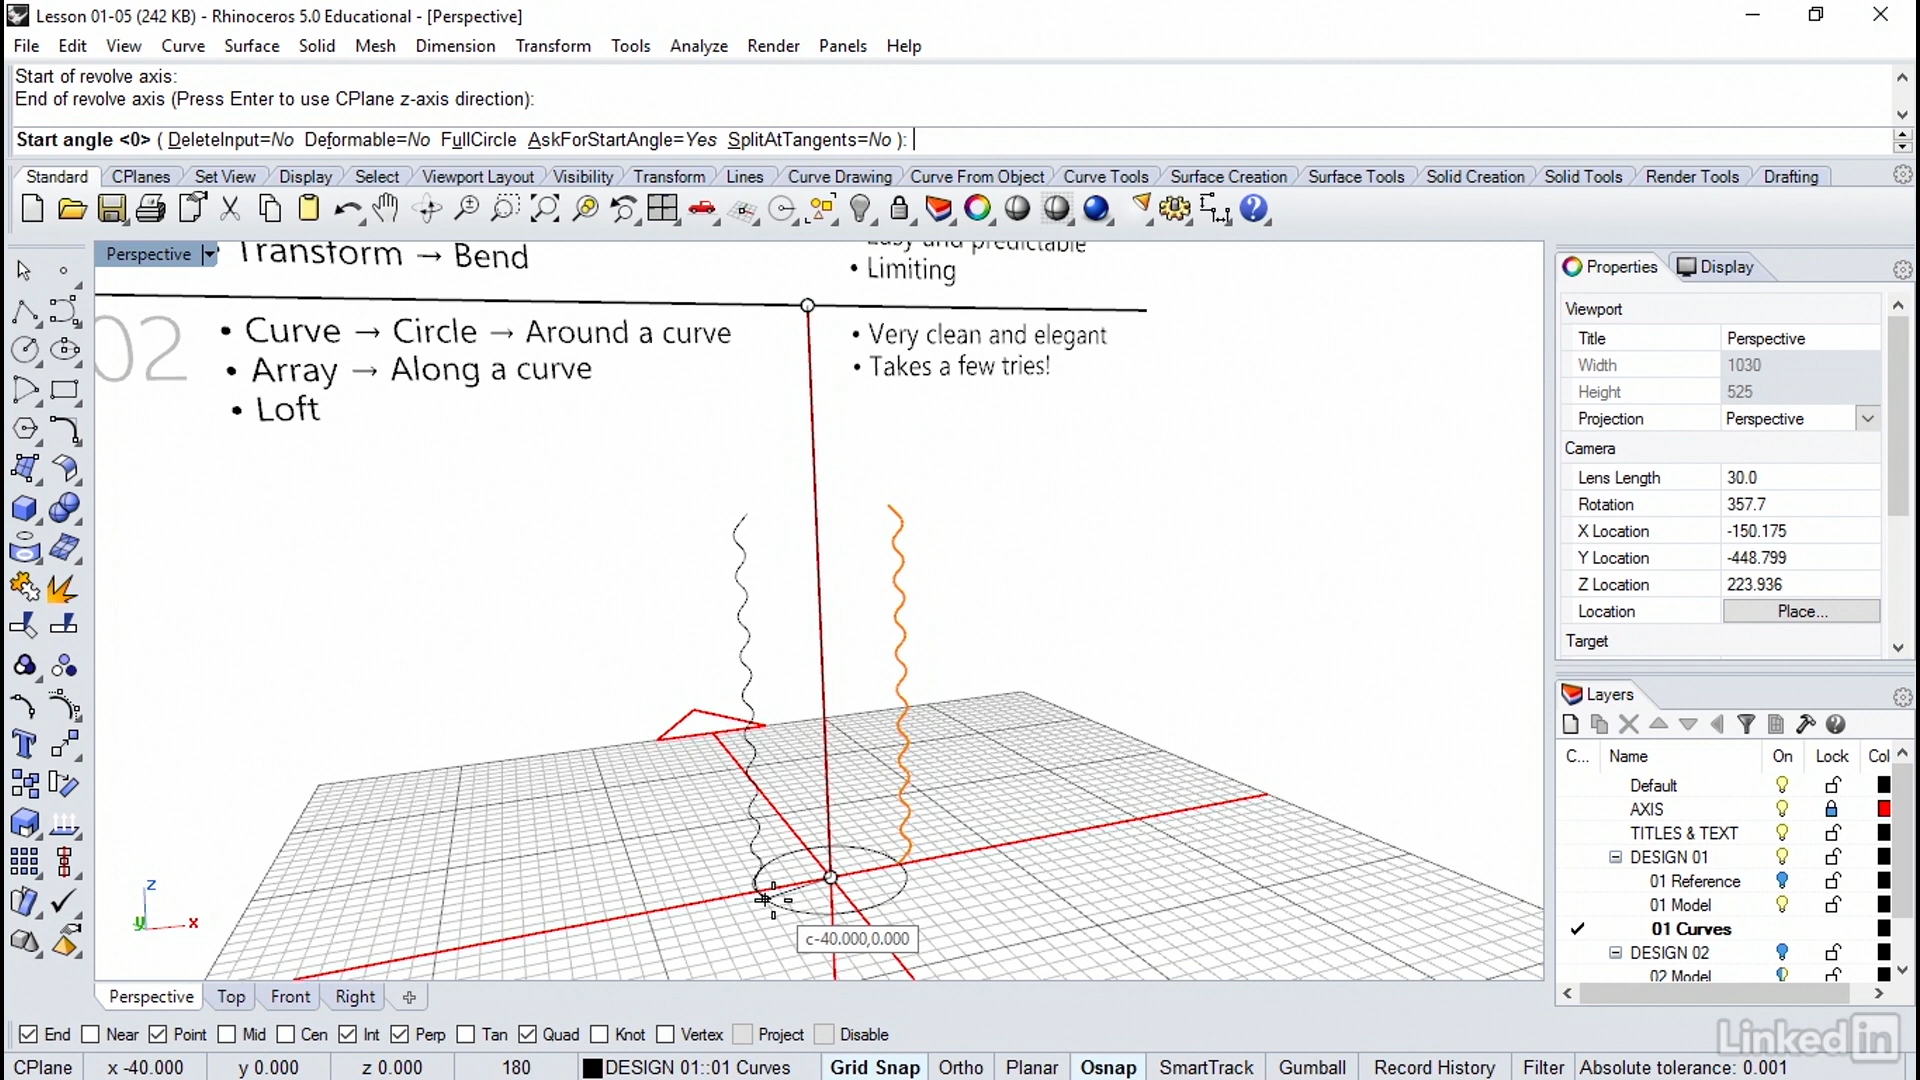 Lesson 01-05 (242 KB) - Rhinoceros 5.0 Educational - [Perspective]
File Edit View Curve Surface Solid Mesh Dimension Transform Tools Analyze Render Panels Help
Start of revolve axis:
End of revolve axis (Press Enter to use CPlane z-axis direction):
Start angle <0> ( DeleteInput=No Deformable=No FullCircle AskForStartAngle=Yes SplitAtTangents=No ):
Standard CPlanes Set View Display Select Viewport Layout Visibility Transform Lines Curve Drawing Curve From Object Curve Tools Surface Creation Surface Tools Solid Creation Solid Tools Render Tools Drafting
Perspective
Transform → Bend
• Easy and predictable
• Limiting
02
• Curve → Circle → Around a curve
• Array → Along a curve
• Loft
• Very clean and elegant
• Takes a few tries!
c-40.000,0.000
z
y
x
Properties Display
Viewport
Title Perspective
Width 1030
Height 525
Projection Perspective
Camera
Lens Length 30.0
Rotation 357.7
X Location -150.175
Y Location -448.799
Z Location 223.936
Location Place...
Target
Layers
C... Name On Lock Col
Default
AXIS
TITLES & TEXT
DESIGN 01
01 Reference
01 Model
01 Curves
DESIGN 02
02 Model
Perspective Top Front Right
End Near Point Mid Cen Int Perp Tan Quad Knot Vertex Project Disable
CPlane x -40.000 y 0.000 z 0.000 180 DESIGN 01::01 Curves Grid Snap Ortho Planar Osnap SmartTrack Gumball Record History Filter Absolute tolerance: 0.001
LinkedIn